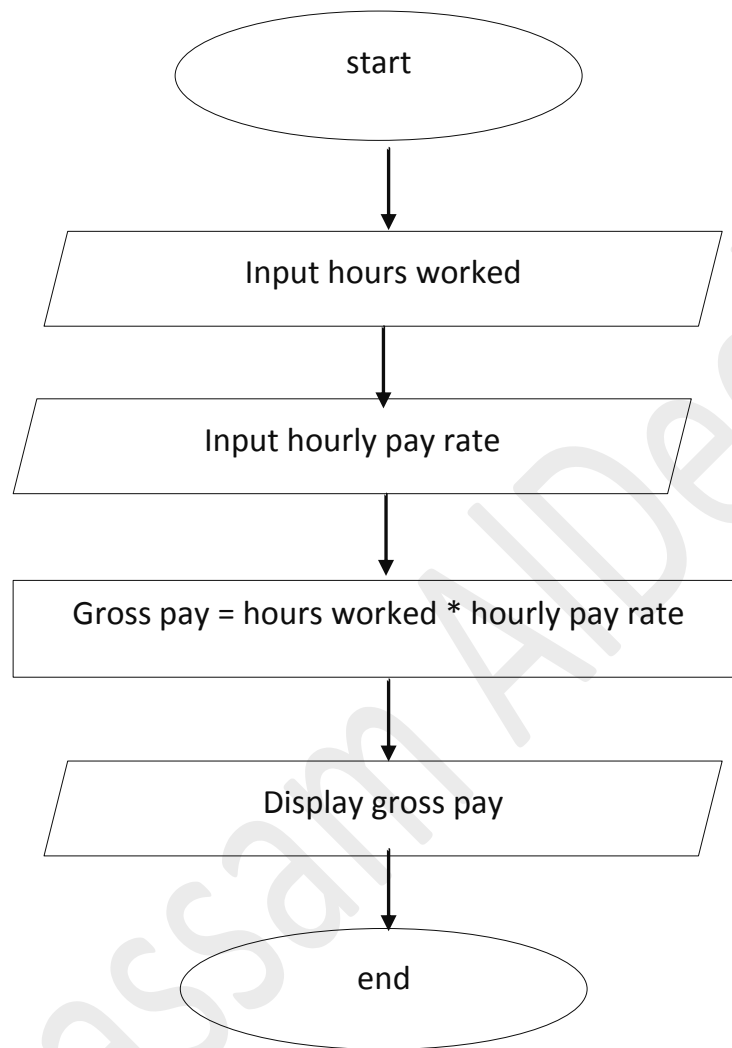 start
Input hours worked
Input hourly pay rate
Gross pay = hours worked * hourly pay rate
Display gross pay
end